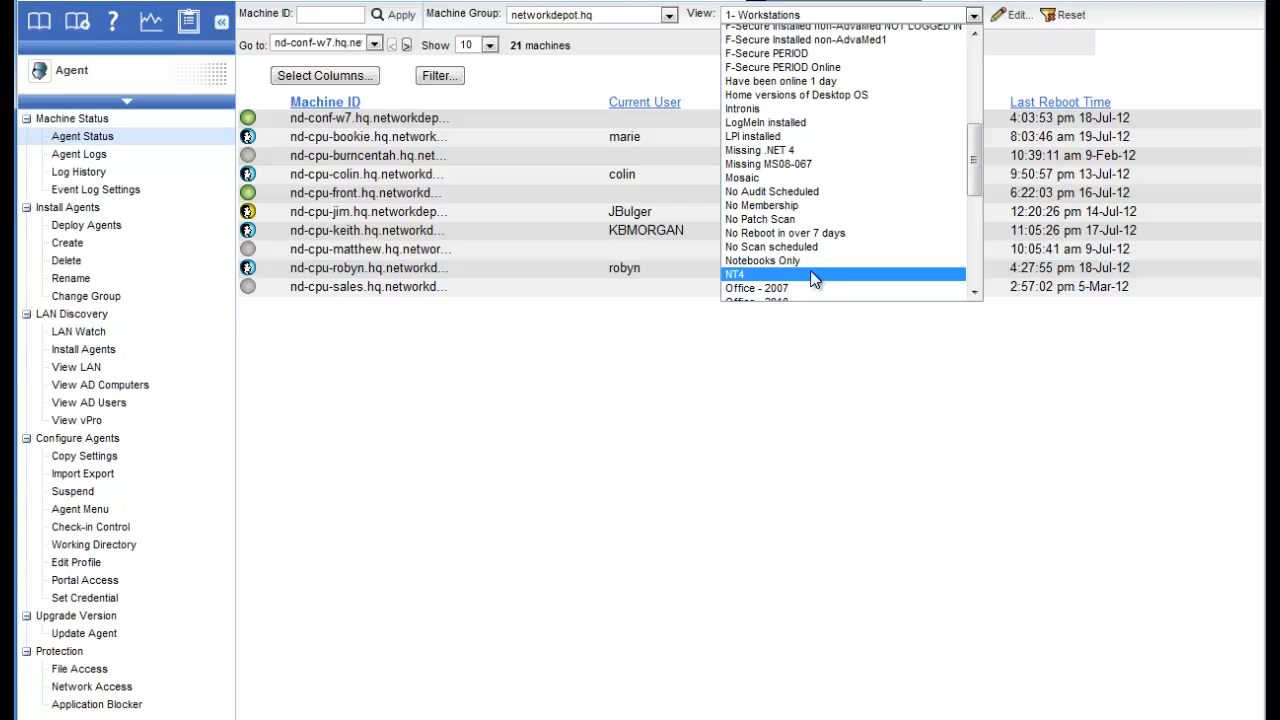 Machine ID: Apply Machine Group: networkdepot.hq View: 1- Workstations Edit... Reset
Go to: nd-conf-w7.hq.ne < > Show 10 21 machines
Agent
Select Columns... Filter...
Machine ID Current User Last Reboot Time
nd-conf-w7.hq.networkdep... 4:03:53 pm 18-Jul-12
nd-cpu-bookie.hq.network... marie 8:03:46 am 19-Jul-12
nd-cpu-burncentah.hq.net... 10:39:11 am 9-Feb-12
nd-cpu-colin.hq.networkd... colin 9:50:57 pm 13-Jul-12
nd-cpu-front.hq.networkd... 6:22:03 pm 16-Jul-12
nd-cpu-jim.hq.networkdep... JBulger 12:20:26 pm 14-Jul-12
nd-cpu-keith.hq.networkd... KBMORGAN 11:05:26 pm 17-Jul-12
nd-cpu-matthew.hq.networ... 10:05:41 am 9-Jul-12
nd-cpu-robyn.hq.networkd... robyn 4:27:55 pm 18-Jul-12
nd-cpu-sales.hq.networkd... 2:57:02 pm 5-Mar-12
F-Secure Installed non-AdvaMed NOT LOGGED IN
F-Secure Installed non-AdvaMed1
F-Secure PERIOD
F-Secure PERIOD Online
Have been online 1 day
Home versions of Desktop OS
Intronis
LogMeIn installed
LPI installed
Missing .NET 4
Missing MS08-067
Mosaic
No Audit Scheduled
No Membership
No Patch Scan
No Reboot in over 7 days
No Scan scheduled
Notebooks Only
NT4
Office - 2007
Office - 2010
Machine Status
Agent Status
Agent Logs
Log History
Event Log Settings
Install Agents
Deploy Agents
Create
Delete
Rename
Change Group
LAN Discovery
LAN Watch
Install Agents
View LAN
View AD Computers
View AD Users
View vPro
Configure Agents
Copy Settings
Import Export
Suspend
Agent Menu
Check-in Control
Working Directory
Edit Profile
Portal Access
Set Credential
Upgrade Version
Update Agent
Protection
File Access
Network Access
Application Blocker